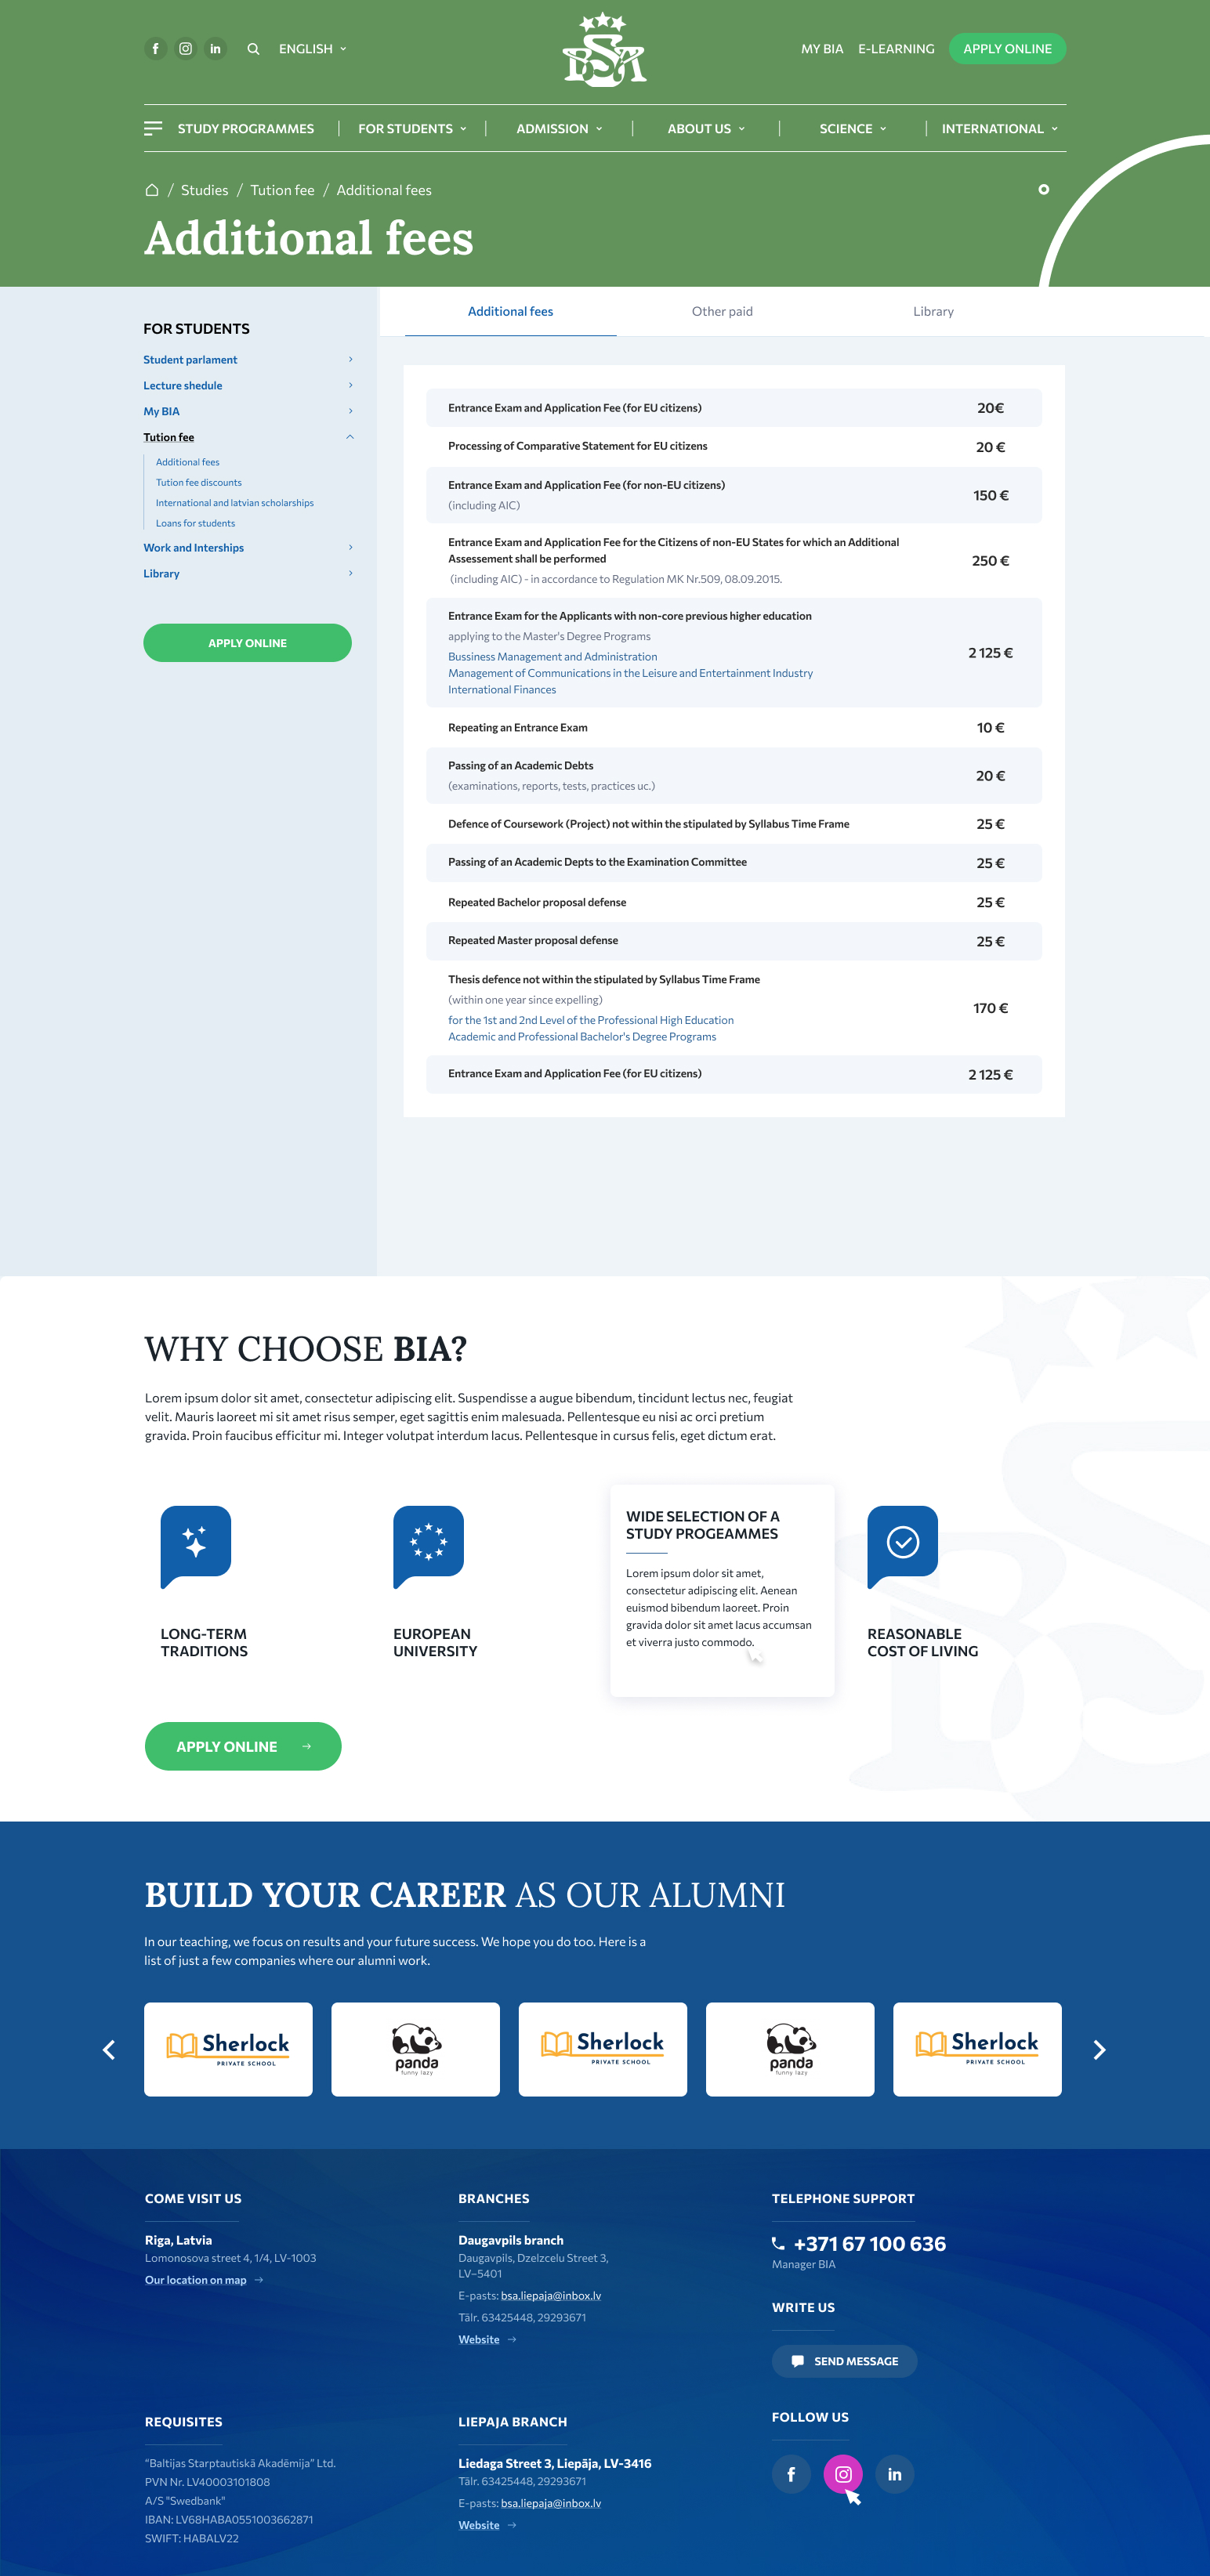 ENGLISH
BSA
MY BIA
E-LEARNING
APPLY ONLINE
STUDY PROGRAMMES
FOR STUDENTS
ADMISSION
ABOUT US
SCIENCE
INTERNATIONAL
/ Studies / Tution fee / Additional fees
Additional fees
FOR STUDENTS
Student parlament
Lecture shedule
My BIA
Tution fee
Additional fees
Tution fee discounts
International and latvian scholarships
Loans for students
Work and Interships
Library
APPLY ONLINE
Additional fees
Other paid
Library
Entrance Exam and Application Fee (for EU citizens)
20€
Processing of Comparative Statement for EU citizens
20 €
Entrance Exam and Application Fee (for non-EU citizens)
(including AIC)
150 €
Entrance Exam and Application Fee for the Citizens of non-EU States for which an Additional
Assessement shall be performed
(including AIC) - in accordance to Regulation MK Nr.509, 08.09.2015.
250 €
Entrance Exam for the Applicants with non-core previous higher education
applying to the Master's Degree Programs
Bussiness Management and Administration
Management of Communications in the Leisure and Entertainment Industry
International Finances
2 125 €
Repeating an Entrance Exam
10 €
Passing of an Academic Debts
(examinations, reports, tests, practices uc.)
20 €
Defence of Coursework (Project) not within the stipulated by Syllabus Time Frame
25 €
Passing of an Academic Depts to the Examination Committee
25 €
Repeated Bachelor proposal defense
25 €
Repeated Master proposal defense
25 €
Thesis defence not within the stipulated by Syllabus Time Frame
(within one year since expelling)
for the 1st and 2nd Level of the Professional High Education
Academic and Professional Bachelor's Degree Programs
170 €
Entrance Exam and Application Fee (for EU citizens)
2 125 €
WHY CHOOSE BIA?
Lorem ipsum dolor sit amet, consectetur adipiscing elit. Suspendisse a augue bibendum, tincidunt lectus nec, feugiat
velit. Mauris laoreet mi sit amet risus semper, eget sagittis enim malesuada. Pellentesque eu nisi ac orci pretium
gravida. Proin faucibus efficitur mi. Integer volutpat interdum lacus. Pellentesque in cursus felis, eget dictum erat.
LONG-TERM
TRADITIONS
EUROPEAN
UNIVERSITY
WIDE SELECTION OF A
STUDY PROGEAMMES
Lorem ipsum dolor sit amet,
consectetur adipiscing elit. Aenean
euismod bibendum laoreet. Proin
gravida dolor sit amet lacus accumsan
et viverra justo commodo.
REASONABLE
COST OF LIVING
APPLY ONLINE
BUILD YOUR CAREER AS OUR ALUMNI
In our teaching, we focus on results and your future success. We hope you do too. Here is a
list of just a few companies where our alumni work.
Sherlock
PRIVATE SCHOOL
panda
funny lazy
Sherlock
PRIVATE SCHOOL
panda
funny lazy
Sherlock
PRIVATE SCHOOL
COME VISIT US
Riga, Latvia
Lomonosova street 4, 1/4, LV-1003
Our location on map
BRANCHES
Daugavpils branch
Daugavpils, Dzelzcelu Street 3,
LV–5401
E-pasts: bsa.liepaja@inbox.lv
Tālr. 63425448, 29293671
Website
TELEPHONE SUPPORT
+371 67 100 636
Manager BIA
WRITE US
SEND MESSAGE
REQUISITES
“Baltijas Starptautiskā Akadēmija” Ltd.
PVN Nr. LV40003101808
A/S "Swedbank"
IBAN: LV68HABA0551003662871
SWIFT: HABALV22
LIEPAJA BRANCH
Liedaga Street 3, Liepāja, LV-3416
Tālr. 63425448, 29293671
E-pasts: bsa.liepaja@inbox.lv
Website
FOLLOW US